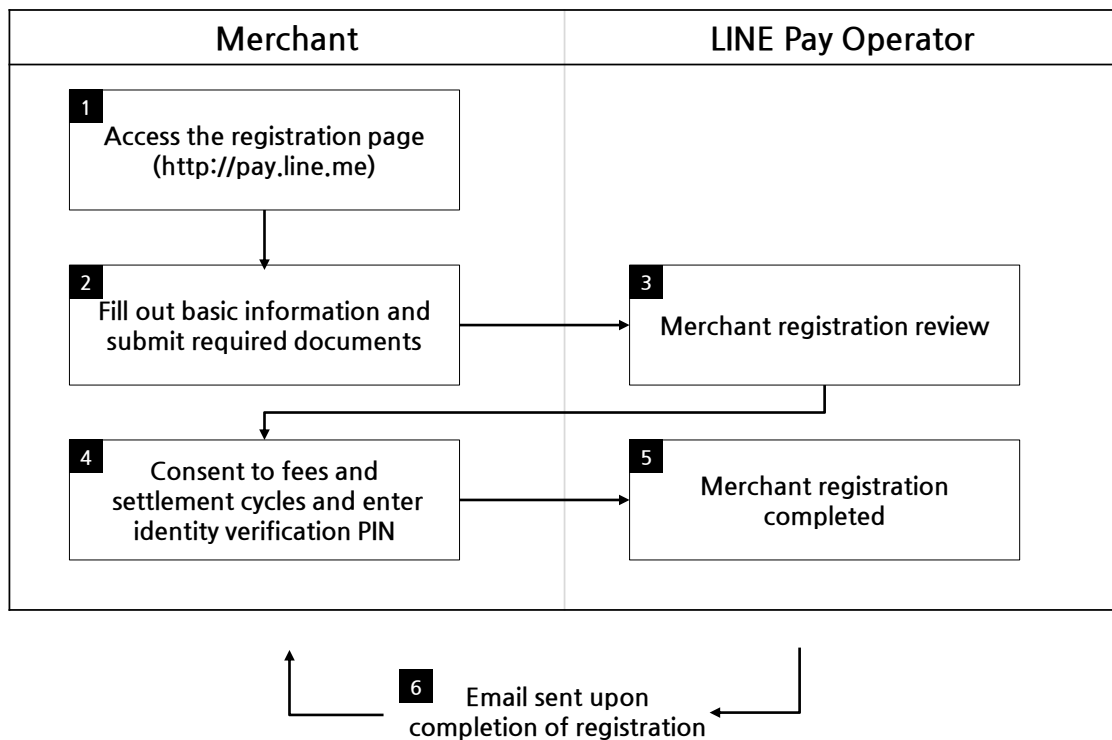 Merchant
LINE Pay Operator
1
Access the registration page
(http://pay.line.me)
2
Fill out basic information and
submit required documents
3
Merchant registration review
4
Consent to fees and
settlement cycles and enter
identity verification PIN
5
Merchant registration
completed
6
Email sent upon
completion of registration